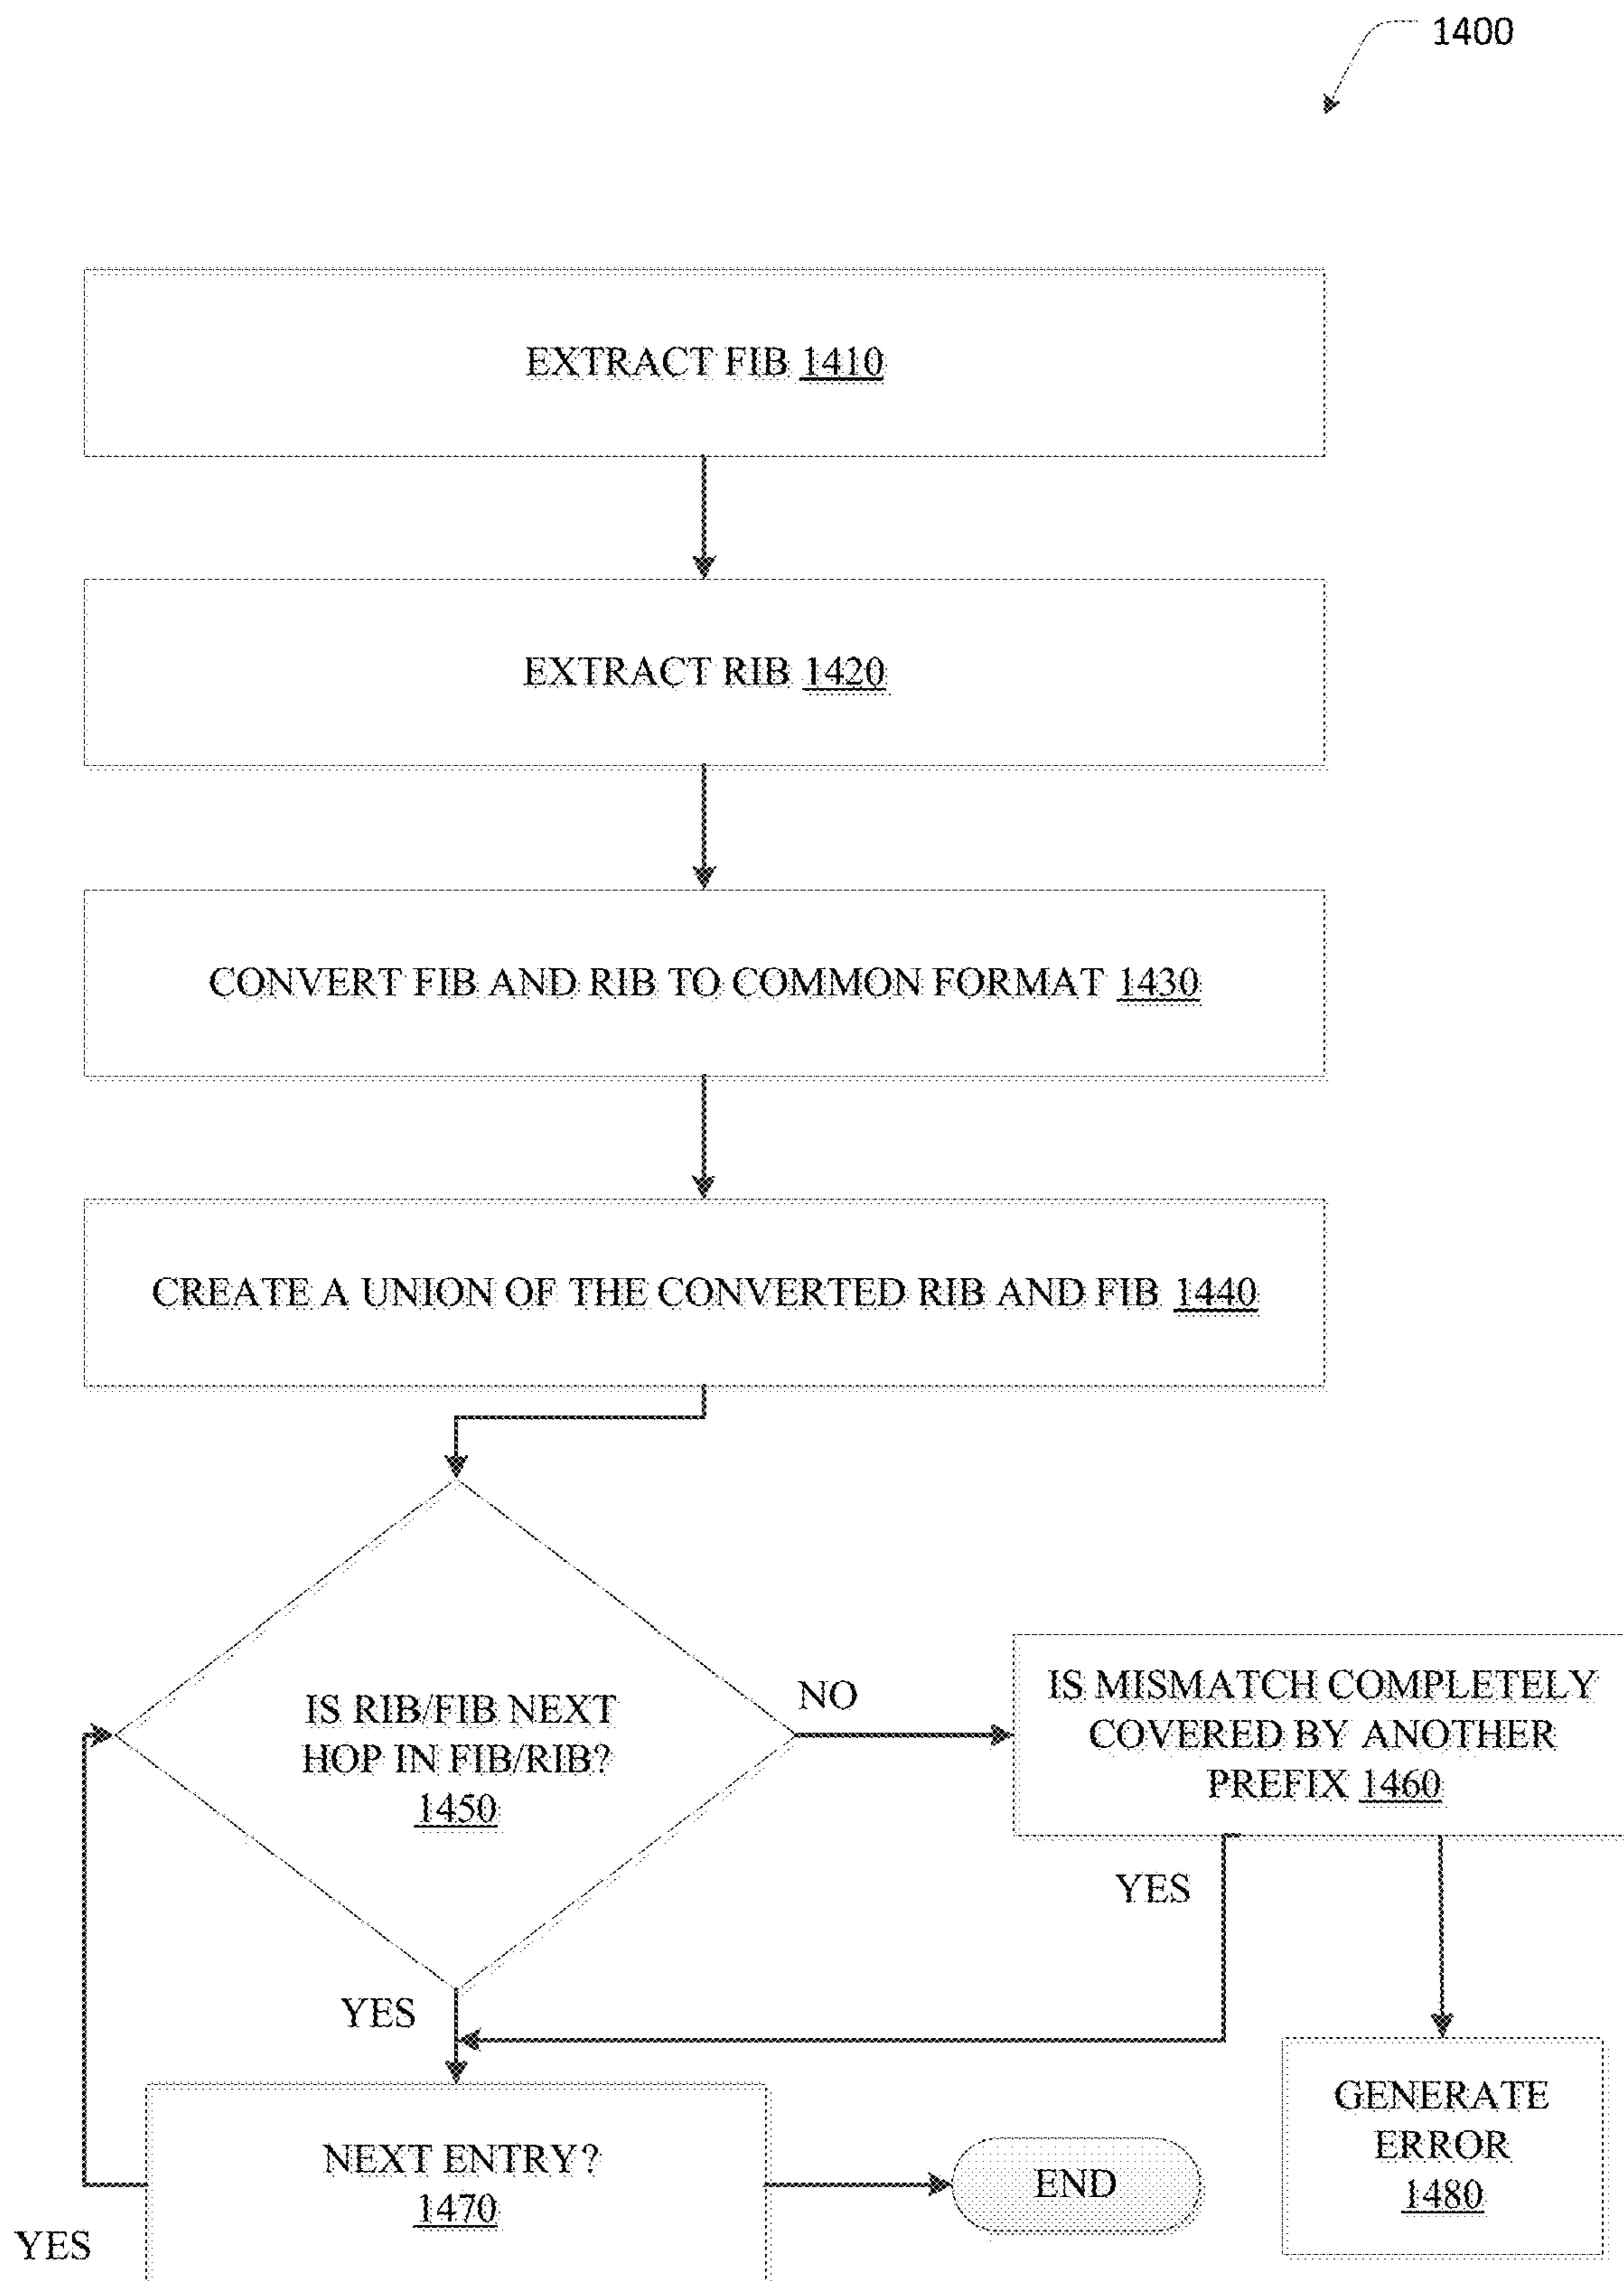 1400
EXTRACT FIB 1410
EXTRACT RIB 1420
CONVERT FIB AND RIB TO COMMON FORMAT 1430
CREATE A UNION OF THE CONVERTED RIB AND FIB 1440
IS RIB/FIB NEXT
HOP IN FIB/RIB?
1450
NO
IS MISMATCH COMPLETELY
COVERED BY ANOTHER
PREFIX 1460
YES
YES
NEXT ENTRY?
1470
YES
END
GENERATE
ERROR
1480